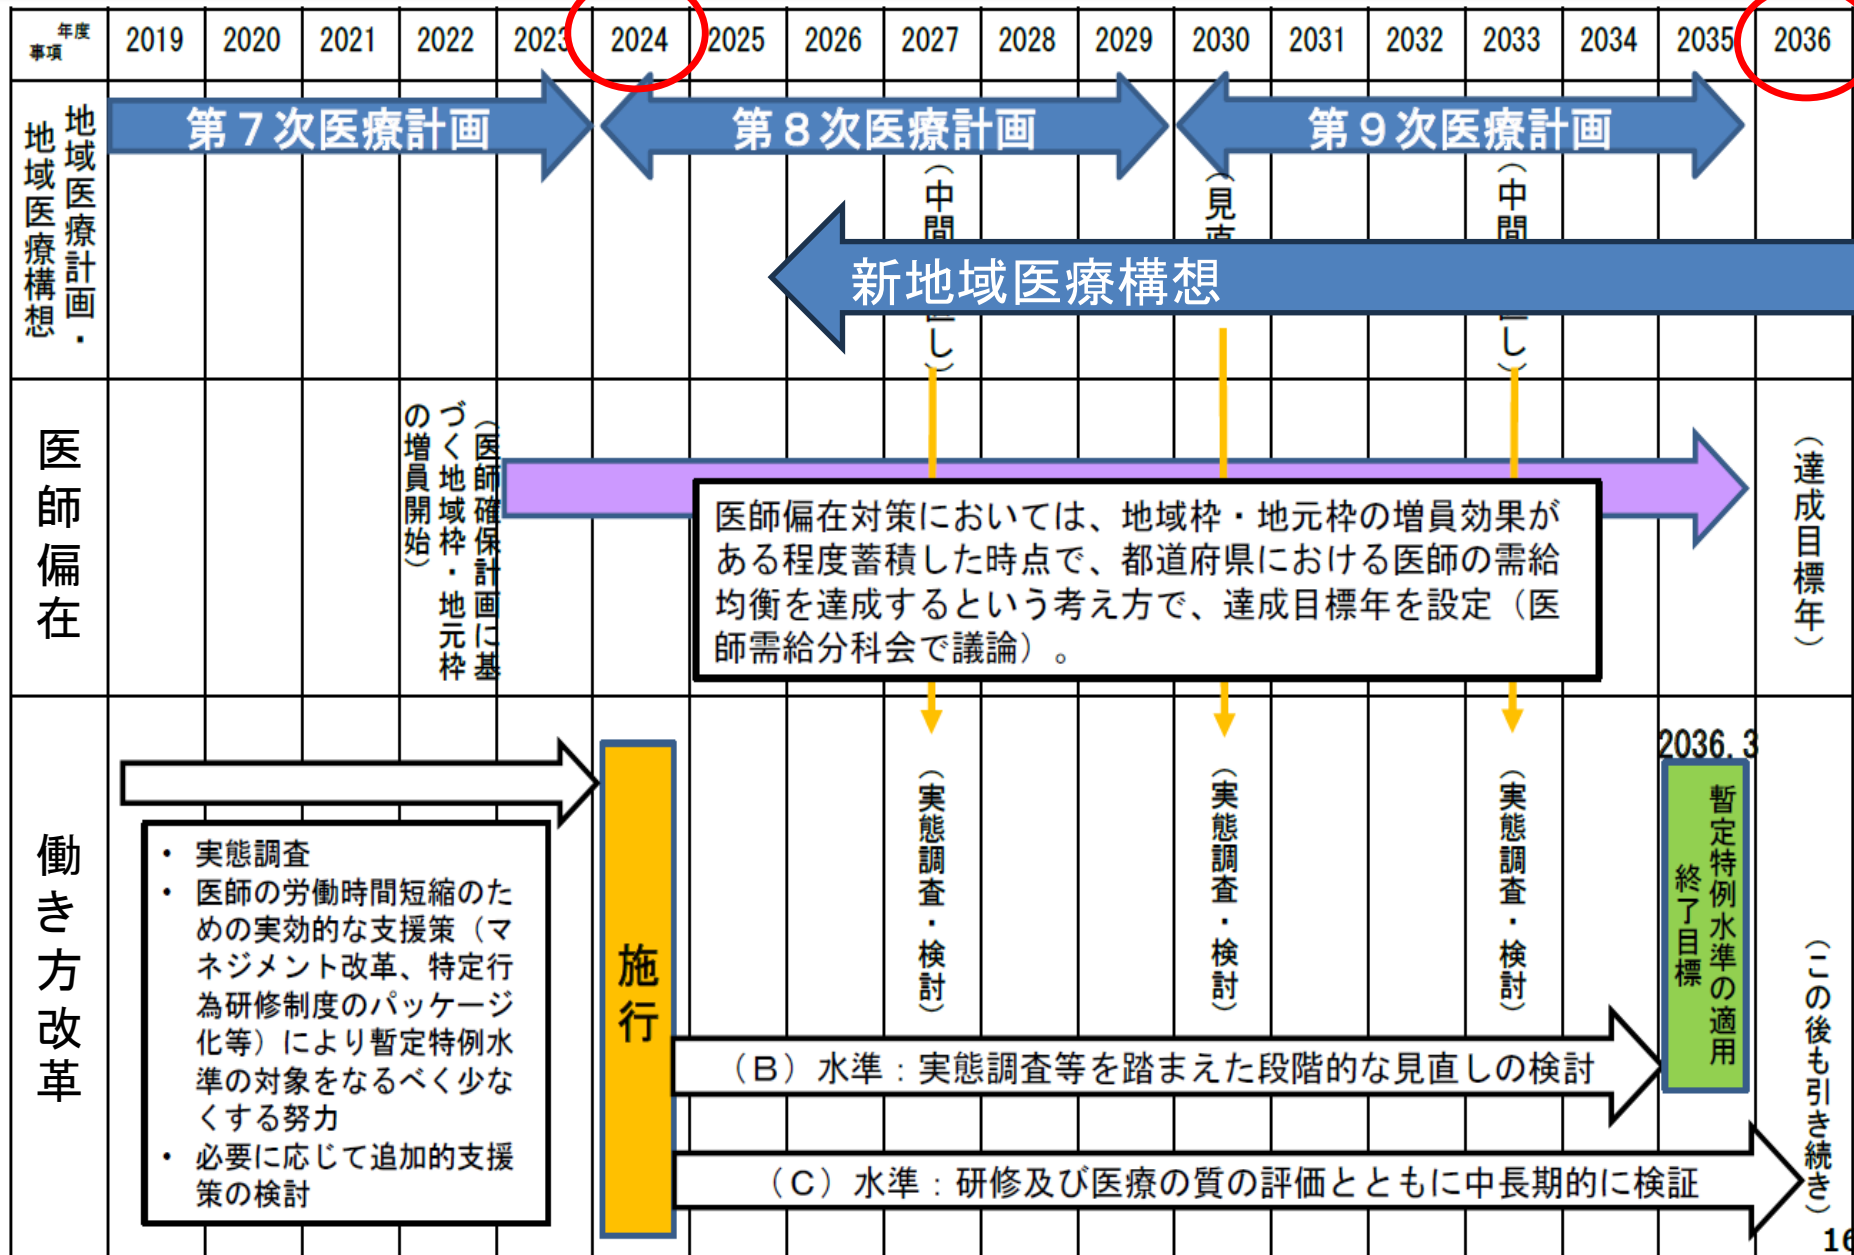 年度
事項
2019 2020 2021 2022 2023 2024 2025 2026 2027 2028 2029 2030 2031 2032 2033 2034 2035 2036
地域医療計画・
地域医療構想
第7次医療計画
第8次医療計画
第9次医療計画
（中間
直し）
（見直
（中間
直し）
新地域医療構想
医師偏在
（医師確保計画に基
づく地域枠・地元枠
の増員開始）
医師偏在対策においては、地域枠・地元枠の増員効果が
ある程度蓄積した時点で、都道府県における医師の需給
均衡を達成するという考え方で、達成目標年を設定（医
師需給分科会で議論）。
（達成目標年）
働き方改革
・ 実態調査
・ 医師の労働時間短縮のた
めの実効的な支援策（マ
ネジメント改革、特定行
為研修制度のパッケージ
化等）により暫定特例水
準の対象をなるべく少な
くする努力
・ 必要に応じて追加的支援
策の検討
施行
（実態調査・検討）
（実態調査・検討）
（実態調査・検討）
2036.3
暫定特例水準の適用
終了目標
（B）水準：実態調査等を踏まえた段階的な見直しの検討
（C）水準：研修及び医療の質の評価とともに中長期的に検証
（この後も引き続き）
16